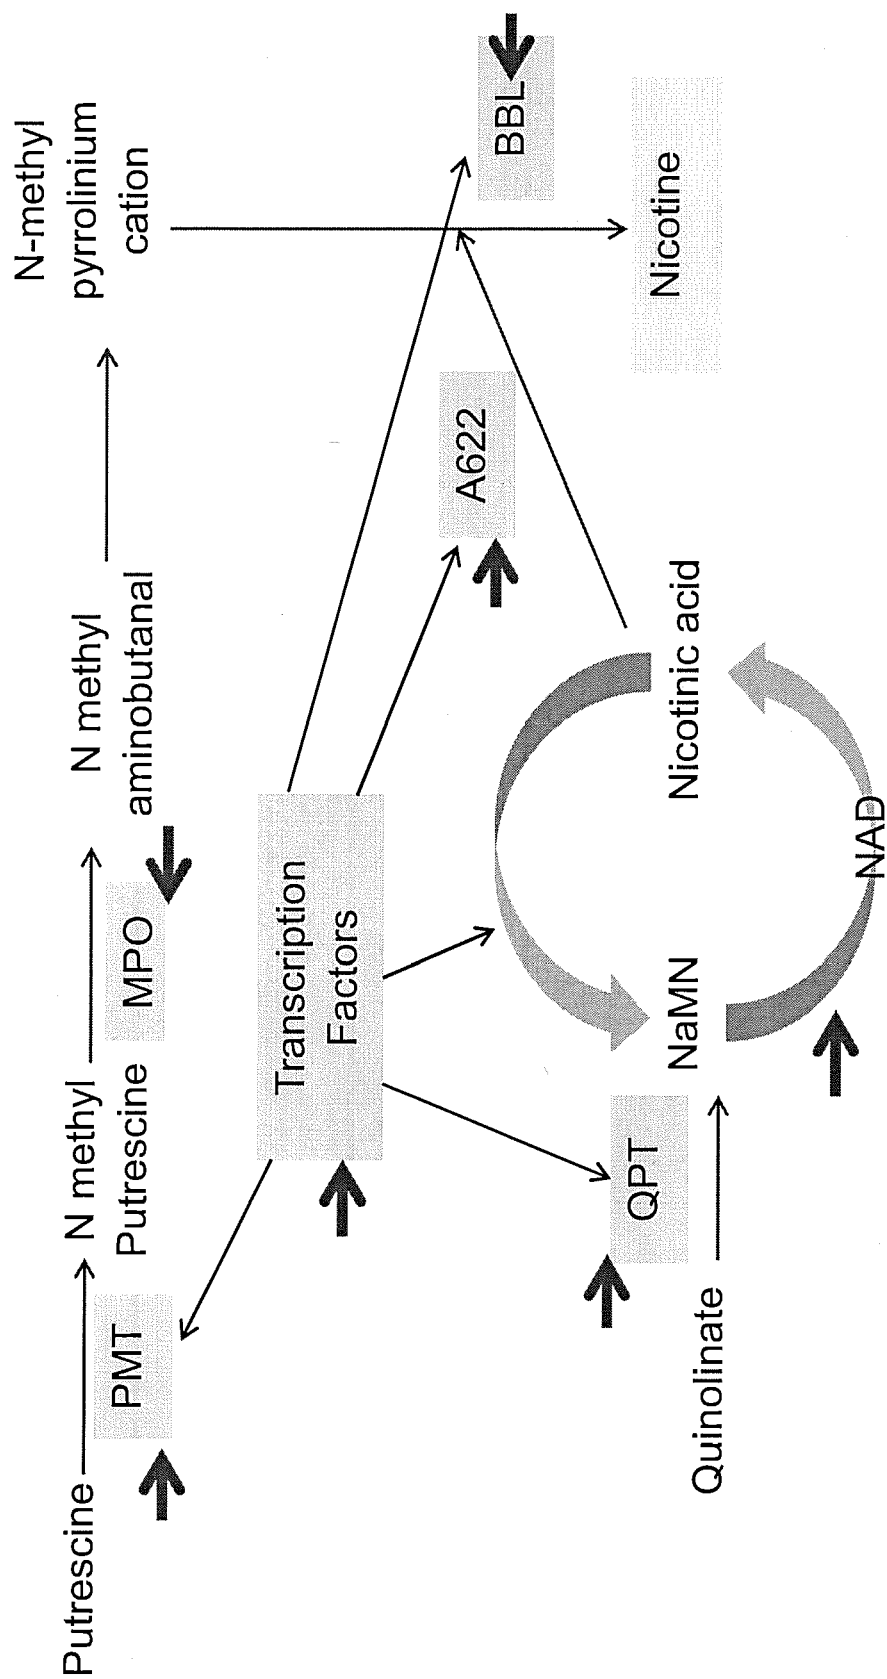 Putrescine
PMT
N methyl
Putrescine
MPO
N methyl
aminobutanal
N-methyl
pyrrolinium
cation
Transcription
Factors
A622
BBL
Quinolinate
QPT
NaMN
Nicotinic acid
NAD
Nicotine